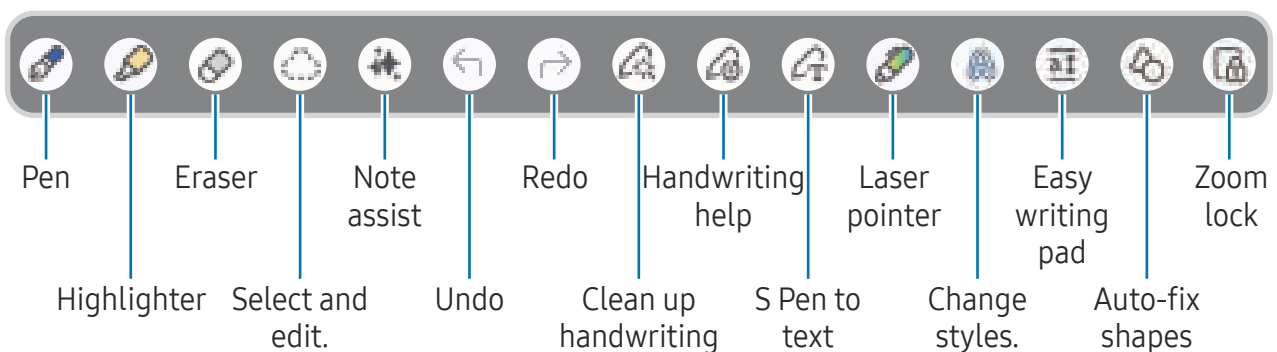 Pen
Eraser
Note
assist
Redo
Handwriting
help
Laser
pointer
Easy
writing
pad
Zoom
lock
Highlighter
Select and
edit.
Undo
Clean up
handwriting
S Pen to
text
Change
styles.
Auto-fix
shapes